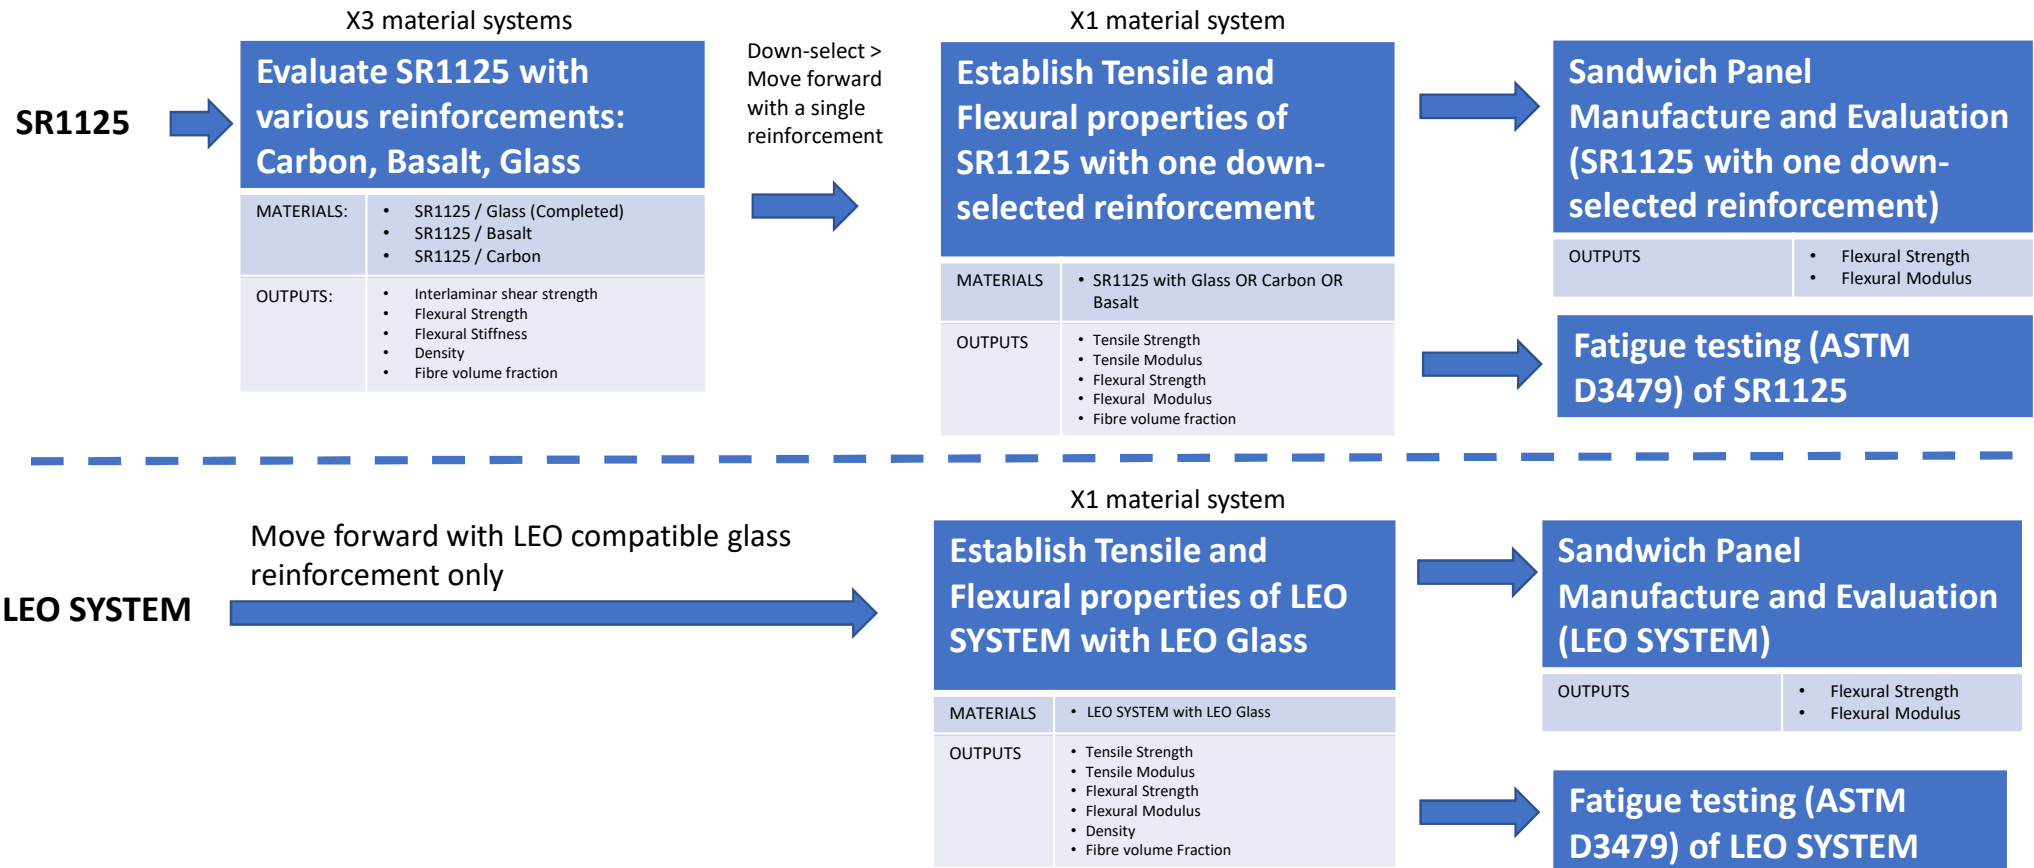 X3 material systems
SR1125
Evaluate SR1125 with
various reinforcements:
Carbon, Basalt, Glass
MATERIALS:
• SR1125 / Glass (Completed)
• SR1125 / Basalt
• SR1125 / Carbon
OUTPUTS:
• Interlaminar shear strength
• Flexural Strength
• Flexural Stiffness
• Density
• Fibre volume fraction
Down-select >
Move forward
with a single
reinforcement
X1 material system
Establish Tensile and
Flexural properties of
SR1125 with one down-
selected reinforcement
MATERIALS
• SR1125 with Glass OR Carbon OR
Basalt
OUTPUTS
• Tensile Strength
• Tensile Modulus
• Flexural Strength
• Flexural  Modulus
• Fibre volume fraction
Sandwich Panel
Manufacture and Evaluation
(SR1125 with one down-
selected reinforcement)
OUTPUTS
• Flexural Strength
• Flexural Modulus
Fatigue testing (ASTM
D3479) of SR1125
LEO SYSTEM
Move forward with LEO compatible glass
reinforcement only
X1 material system
Establish Tensile and
Flexural properties of LEO
SYSTEM with LEO Glass
MATERIALS
• LEO SYSTEM with LEO Glass
OUTPUTS
• Tensile Strength
• Tensile Modulus
• Flexural Strength
• Flexural Modulus
• Density
• Fibre volume Fraction
Sandwich Panel
Manufacture and Evaluation
(LEO SYSTEM)
OUTPUTS
• Flexural Strength
• Flexural Modulus
Fatigue testing (ASTM
D3479) of LEO SYSTEM